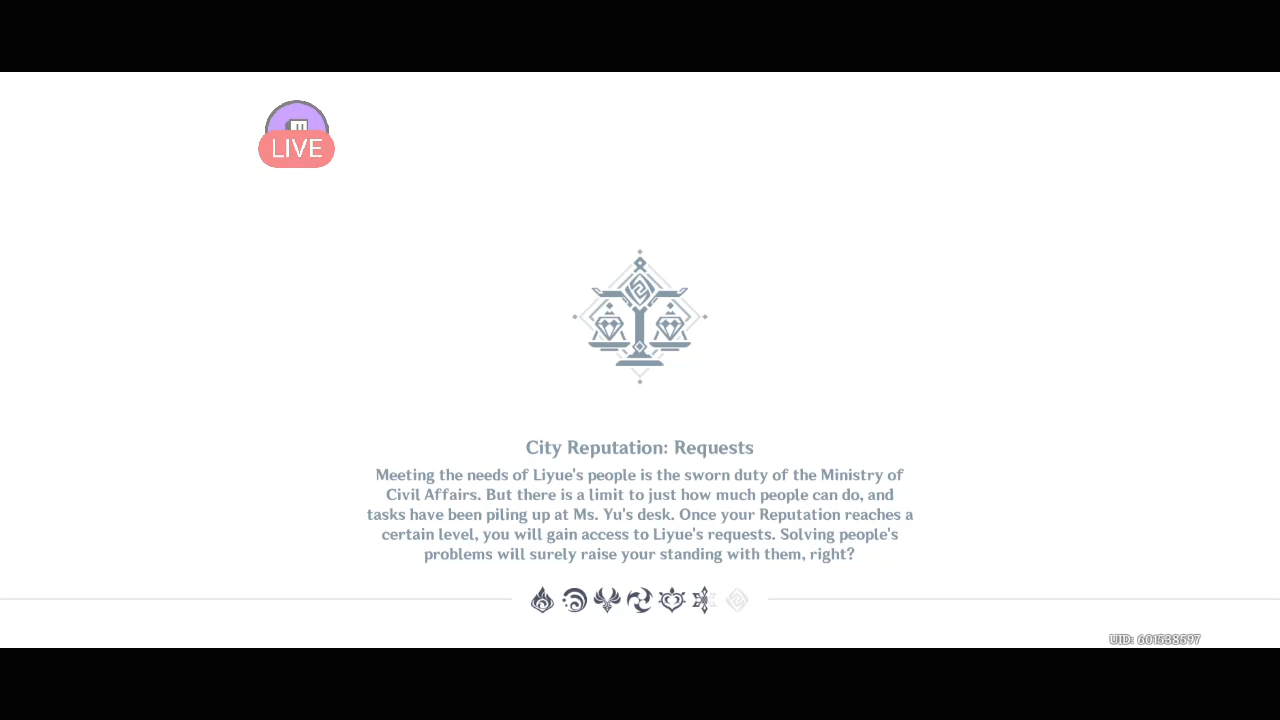 LIVE
City Reputation: Requests
Meeting the needs of Liyue's people is the sworn duty of the Ministry of
Civil Affairs. But there is a limit to just how much people can do, and
tasks have been piling up at Ms. Yu's desk. Once your Reputation reaches a
certain level, you will gain access to Liyue's requests. Solving people's
problems will surely raise your standing with them, right?
UID: 601538597